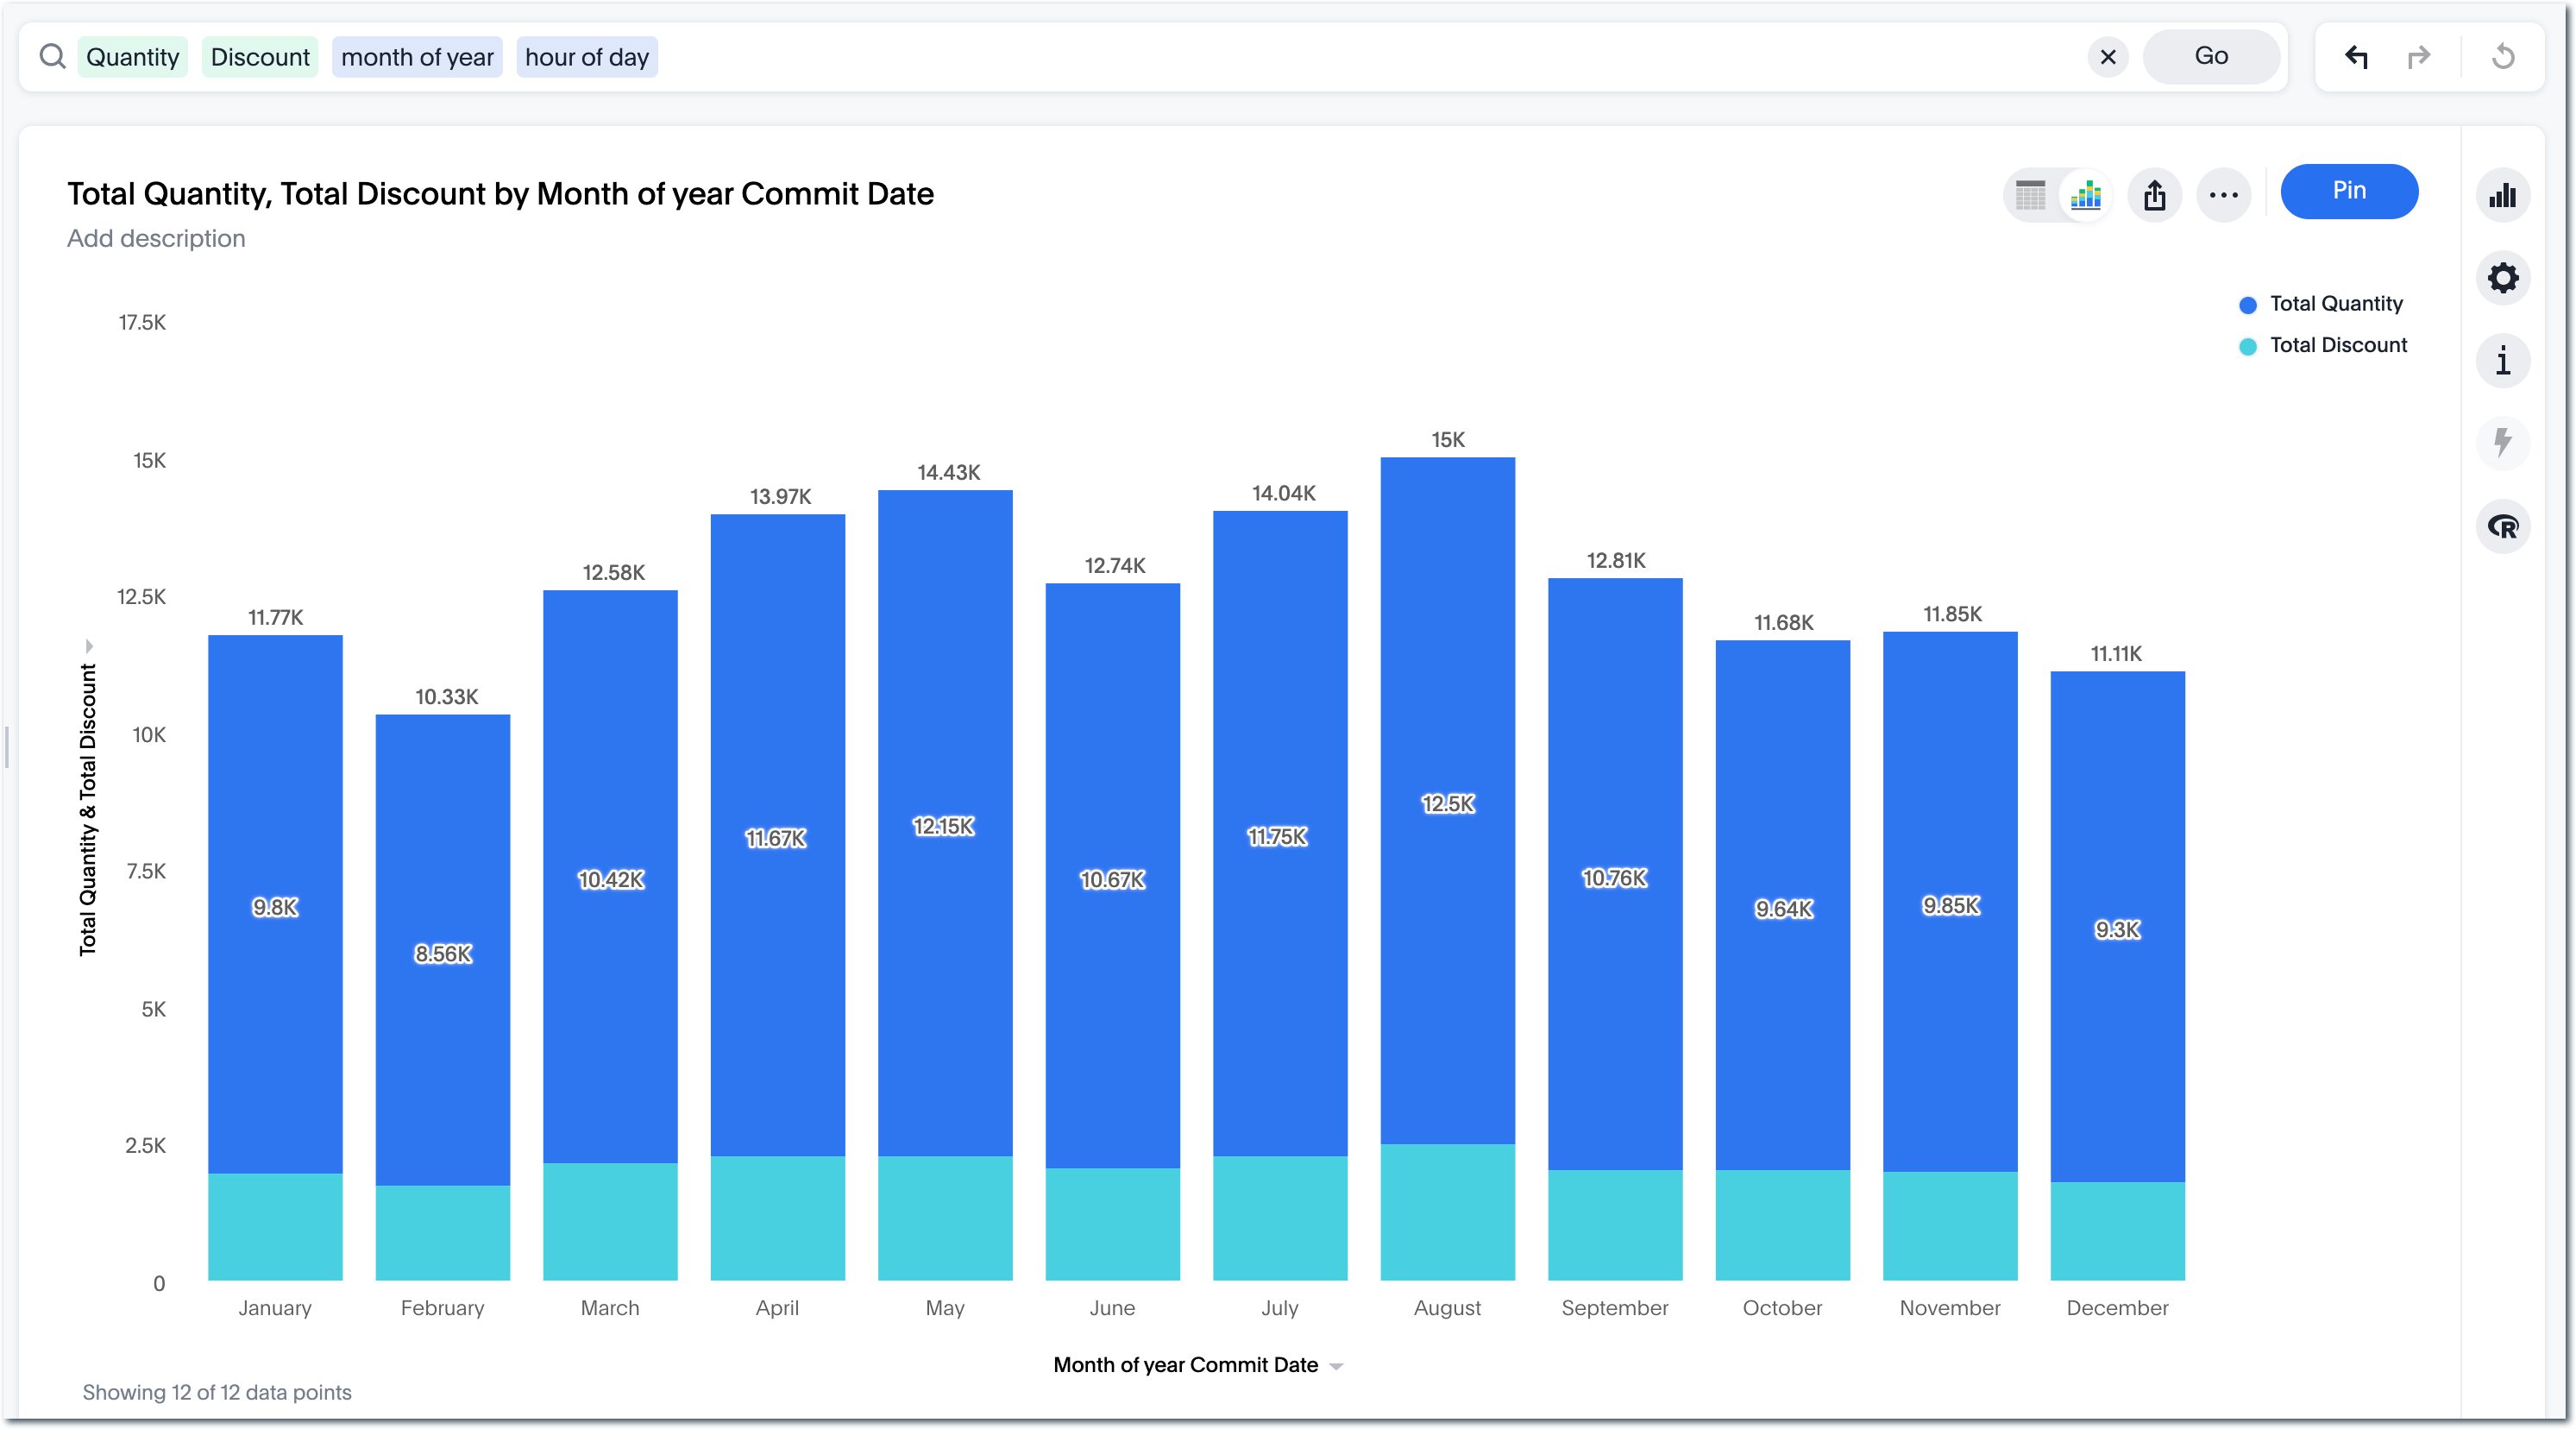 Quantity Discount month of year hour of day Go
Total Quantity, Total Discount by Month of year Commit Date
Pin
Add description
Total Quantity
Total Discount
17.5K
15K
12.5K
10K
7.5K
5K
2.5K
0
Total Quantity & Total Discount
11.77K
10.33K
12.58K
13.97K
14.43K
12.74K
14.04K
15K
12.81K
11.68K
11.85K
11.11K
9.8K
8.56K
10.42K
11.67K
12.15K
10.67K
11.75K
12.5K
10.76K
9.64K
9.85K
9.3K
January February March April May June July August September October November December
Month of year Commit Date
Showing 12 of 12 data points